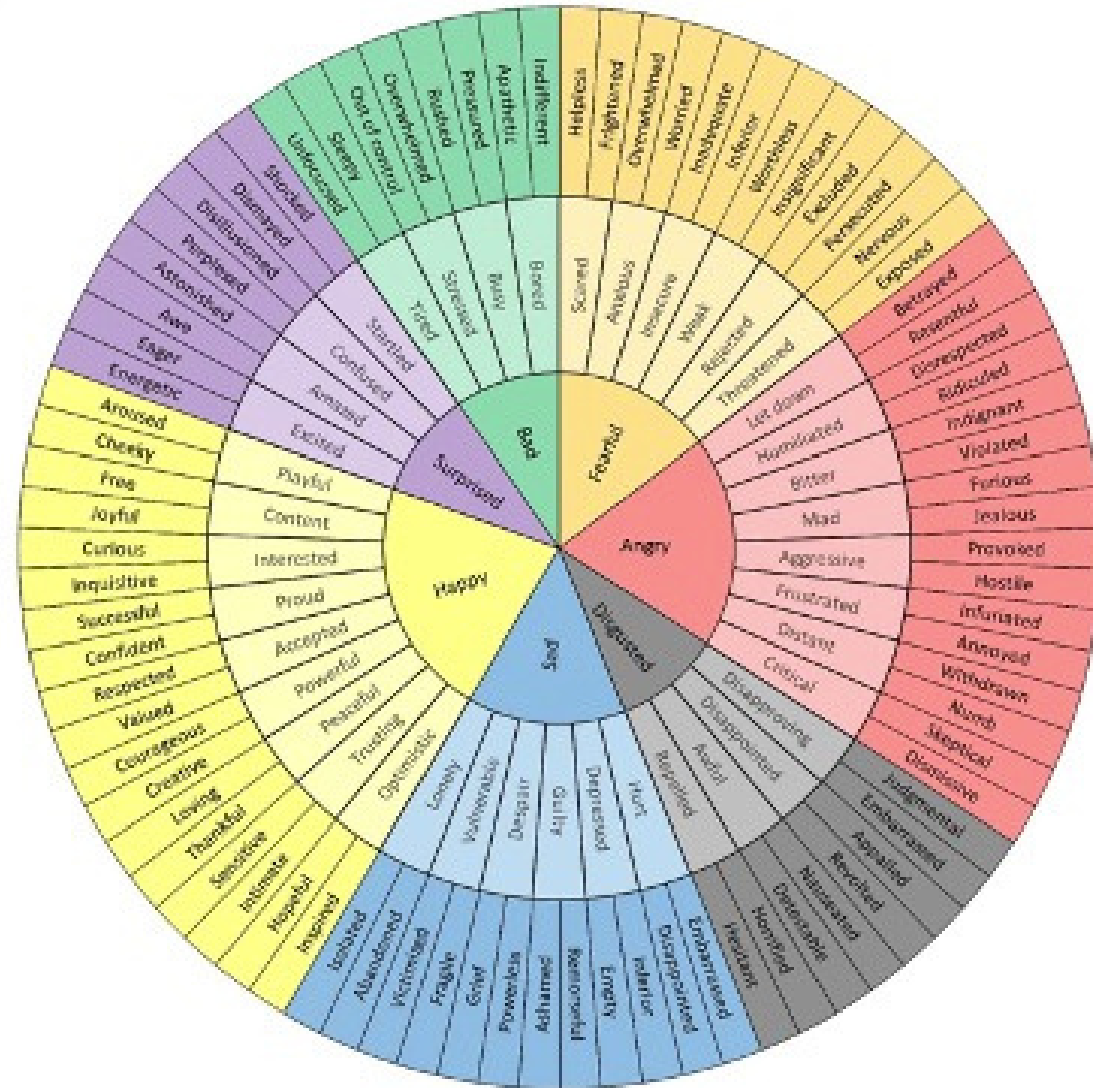 Fearful
Angry
Disgusted
Sad
Happy
Surprised
Bad
Scared
Anxious
Insecure
Weak
Rejected
Threatened
Let down
Humiliated
Bitter
Mad
Aggressive
Frustrated
Distant
Critical
Disapproving
Disappointed
Awful
Repelled
Hurt
Depressed
Guilty
Despair
Vulnerable
Lonely
Optimistic
Trusting
Peaceful
Powerful
Accepted
Proud
Interested
Content
Playful
Excited
Amazed
Confused
Startled
Tired
Stressed
Busy
Bored
Helpless
Frightened
Overwhelmed
Worried
Inadequate
Inferior
Worthless
Insignificant
Excluded
Persecuted
Nervous
Exposed
Betrayed
Resentful
Disrespected
Ridiculed
Indignant
Violated
Furious
Jealous
Provoked
Hostile
Infuriated
Annoyed
Withdrawn
Numb
Skeptical
Dismissive
Judgmental
Embarrassed
Appalled
Revolted
Nauseated
Detestable
Horrified
Hesitant
Embarrassed
Disappointed
Inferior
Empty
Remorseful
Ashamed
Powerless
Grief
Fragile
Victimised
Abandoned
Isolated
Inspired
Hopeful
Intimate
Sensitive
Thankful
Loving
Creative
Courageous
Valued
Respected
Confident
Successful
Inquisitive
Curious
Joyful
Free
Cheeky
Aroused
Energetic
Eager
Awe
Astonished
Perplexed
Disillusioned
Dismayed
Shocked
Unfocused
Sleepy
Out of control
Overwhelmed
Rushed
Pressured
Apathetic
Indifferent